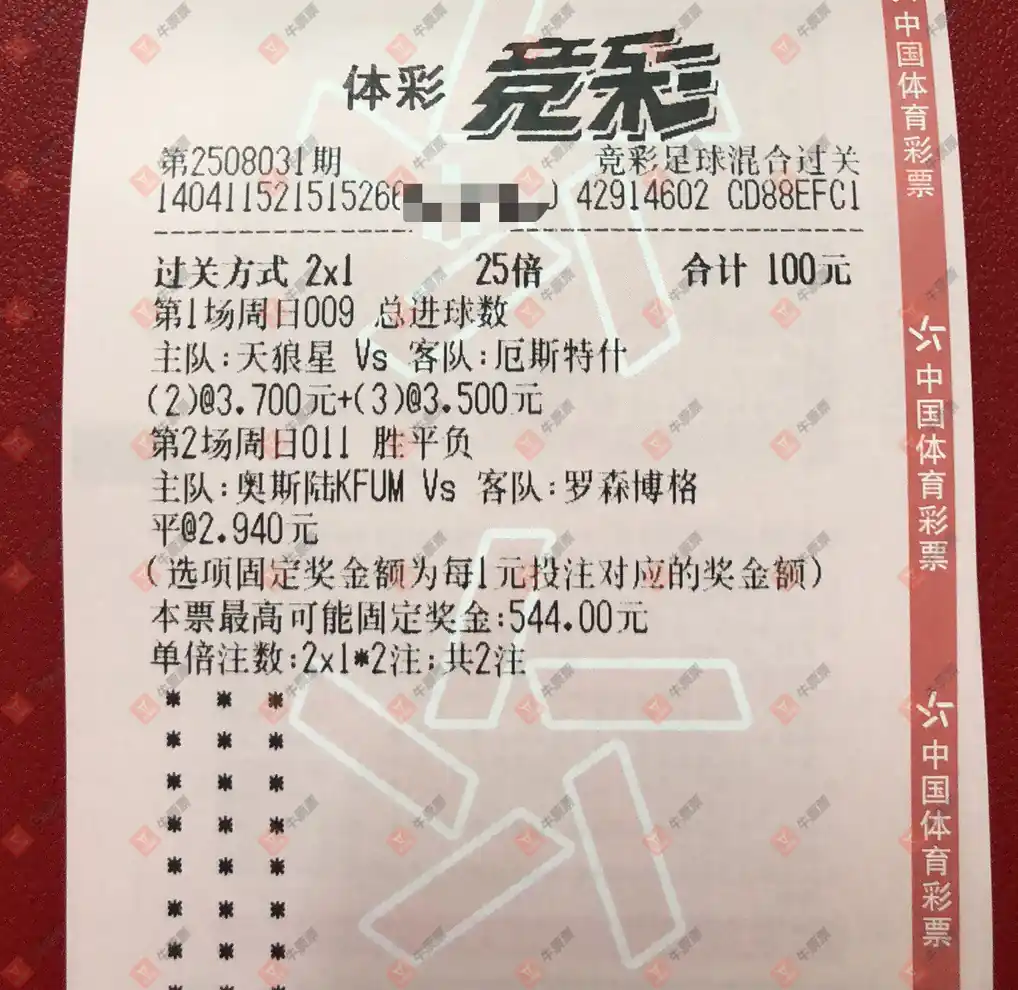 体彩 竞彩
第2508031期 竞彩足球混合过关
140411521515266 42914602 CD88EFC1
过关方式 2x1 25倍 合计 100元
第1场周日009 总进球数
主队:天狼星 Vs 客队:厄斯特什
(2)@3.700元+(3)@3.500元
第2场周日011 胜平负
主队:奥斯陆KFUM Vs 客队:罗森博格
平@2.940元
(选项固定奖金额为每1元投注对应的奖金额)
本票最高可能固定奖金:544.00元
单倍注数:2x1*2注;共2注
* * *
* * *
* * *
* * *
* * *
* * *
* * *
中国体育彩票
中国体育彩票
中国体育彩票